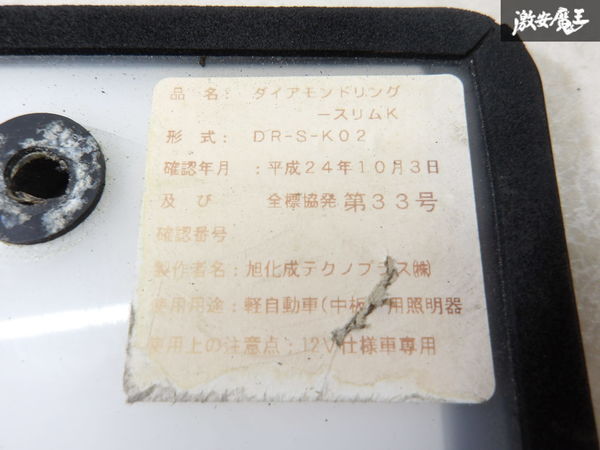 激安魔王
品 名: ダイアモンドリング
ースリムK
形 式: DR-S-K02
確認年月 :平成24年10月3日
及 び 全標協発 第33号
確認番号
製作者名:旭化成テクノプラス㈱
使用用途:軽自動車(中板)用照明器
使用上の注意点:12V仕様車専用